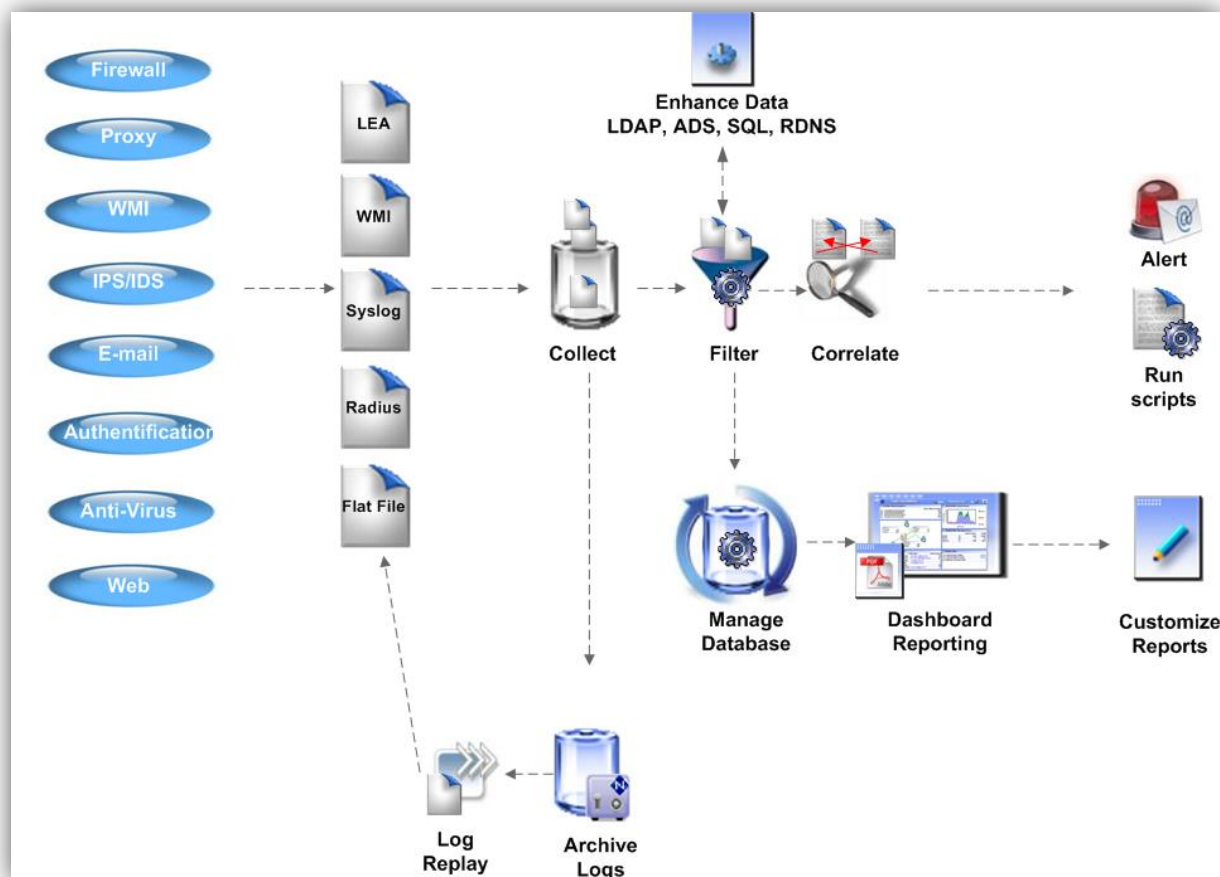 Firewall
Proxy
WMI
IPS/IDS
E-mail
Authentification
Anti-Virus
Web
LEA
WMI
Syslog
Radius
Flat File
Collect
Enhance Data
LDAP, ADS, SQL, RDNS
Filter
Correlate
@
Alert
Run
scripts
Manage
Database
PDF
Dashboard
Reporting
Customize
Reports
Log
Replay
N
Archive
Logs